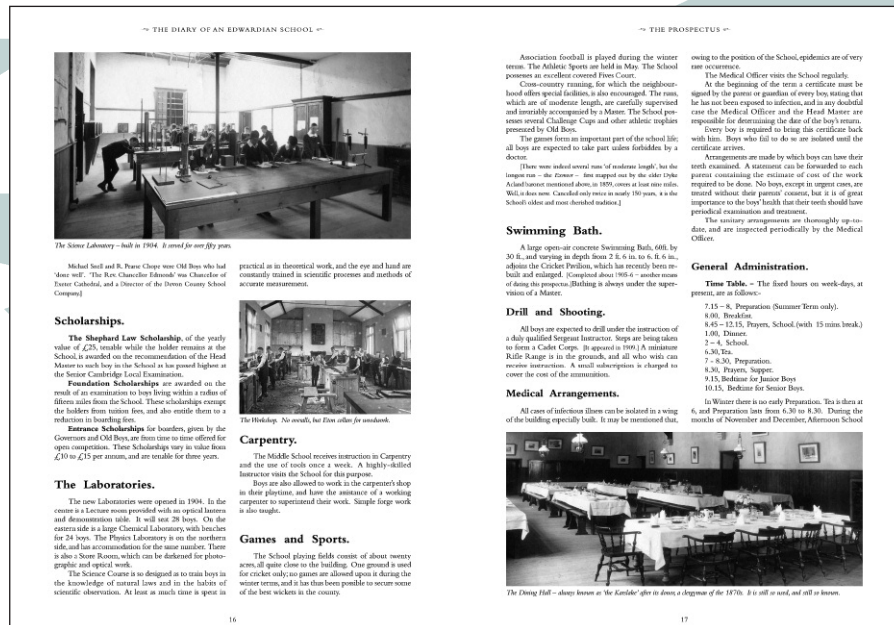 ~ THE DIARY OF AN EDWARDIAN SCHOOL ~
The Science Laboratory – built in 1904. It served for over fifty years.
Michael Snell and R. Pearse Chope were Old Boys who had
'done well'. 'The Rev. Chancellor Edmonds' was Chancellor of
Exeter Cathedral, and a Director of the Devon County School
Company.]
Scholarships.
The Shephard Law Scholarship, of the yearly
value of £25, tenable while the holder remains at the
School, is awarded on the recommendation of the Head
Master to such boy in the School as has passed highest at
the Senior Cambridge Local Examination.
Foundation Scholarships are awarded on the
result of an examination to boys living within a radius of
fifteen miles from the School. These scholarships exempt
the holders from tuition fees, and also entitle them to a
reduction in boarding fees.
Entrance Scholarships for boarders, given by the
Governors and Old Boys, are from time to time offered for
open competition. These Scholarships vary in value from
£10 to £15 per annum, and are tenable for three years.
The Laboratories.
The new Laboratories were opened in 1904. In the
centre is a Lecture room provided with an optical lantern
and demonstration table. It will seat 28 boys. On the
eastern side is a large Chemical Laboratory, with benches
for 24 boys. The Physics Laboratory is on the northern
side, and has accommodation for the same number. There
is also a Store Room, which can be darkened for photo-
graphic and optical work.
The Science Course is so designed as to train boys in
the knowledge of natural laws and in the habits of
scientific observation. At least as much time is spent in
practical as in theoretical work, and the eye and hand are
constantly trained in scientific processes and methods of
accurate measurement.
The Workshop. No overalls, but Eton collars for woodwork.
Carpentry.
The Middle School receives instruction in Carpentry
and the use of tools once a week. A highly-skilled
Instructor visits the School for this purpose.
Boys are also allowed to work in the carpenter's shop
in their playtime, and have the assistance of a working
carpenter to superintend their work. Simple forge work
is also taught.
Games and Sports.
The School playing fields consist of about twenty
acres, all quite close to the building. One ground is used
for cricket only; no games are allowed upon it during the
winter terms, and it has thus been possible to secure some
of the best wickets in the county.
16
~ THE PROSPECTUS ~
Association football is played during the winter
terms. The Athletic Sports are held in May. The School
possesses an excellent covered Fives Court.
Cross-country running, for which the neighbour-
hood offers special facilities, is also encouraged. The runs,
which are of moderate length, are carefully supervised
and invariably accompanied by a Master. The School pos-
sesses several Challenge Cups and other athletic trophies
presented by Old Boys.
The games form an important part of the school life;
all boys are expected to take part unless forbidden by a
doctor.
[There were indeed several runs 'of moderate length', but the
longest run – the Exmoor – first mapped out by the elder Dyke
Acland baronet mentioned above, in 1859, covers at least nine miles.
Well, it does now. Cancelled only twice in nearly 150 years, it is the
School's oldest and most cherished tradition.]
Swimming Bath.
A large open-air concrete Swimming Bath, 60ft. by
30 ft., and varying in depth from 2 ft. 6 in. to 6. ft. 6 in.,
adjoins the Cricket Pavilion, which has recently been re-
built and enlarged. [Completed about 1905-6 – another means
of dating this prospectus.]Bathing is always under the super-
vision of a Master.
Drill and Shooting.
All boys are expected to drill under the instruction of
a duly qualified Sergeant Instructor. Steps are being taken
to form a Cadet Corps. [It appeared in 1909.] A miniature
Rifle Range is in the grounds, and all who wish can
receive instruction. A small subscription is charged to
cover the cost of the ammunition.
Medical Arrangements.
All cases of infectious illness can be isolated in a wing
of the building especially built. It may be mentioned that,
owing to the position of the School, epidemics are of very
rare occurrence.
The Medical Officer visits the School regularly.
At the beginning of the term a certificate must be
signed by the parent or guardian of every boy, stating that
he has not been exposed to infection, and in any doubtful
case the Medical Officer and the Head Master are
responsible for determining the date of the boy's return.
Every boy is required to bring this certificate back
with him. Boys who fail to do so are isolated until the
certificate arrives.
Arrangements are made by which boys can have their
teeth examined. A statement can be forwarded to each
parent containing the estimate of cost of the work
required to be done. No boys, except in urgent cases, are
treated without their parents' consent, but it is of great
importance to the boys' health that their teeth should have
periodical examination and treatment.
The sanitary arrangements are thoroughly up-to-
date, and are inspected periodically by the Medical
Officer.
General Administration.
Time Table. – The fixed hours on week-days, at
present, are as follows:-
7.15 – 8, Preparation (Summer Term only).
8.00, Breakfast.
8.45 – 12.15, Prayers, School. (with 15 mins break.)
1.00, Dinner.
2 – 4, School.
6.30, Tea.
7 - 8.30, Preparation.
8.30, Prayers, Supper.
9.15, Bedtime for Junior Boys
10.15, Bedtime for Senior Boys.
In Winter there is no early Preparation. Tea is then at
6, and Preparation lasts from 6.30 to 8.30. During the
months of November and December, Afternoon School
The Dining Hall – always known as 'the Karslake' after its donor, a clergyman of the 1870s. It is still so used, and still so known.
17